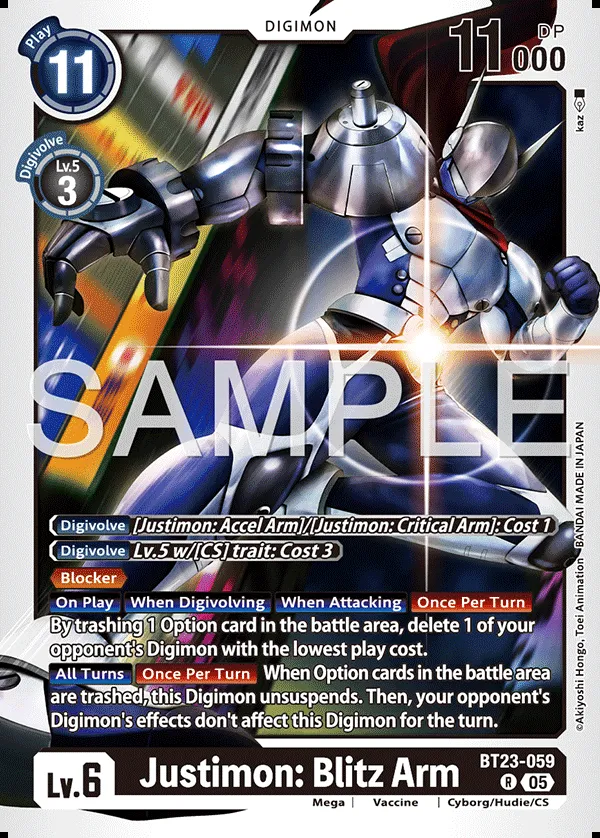 DIGIMON
Play
11
11000
DP
kaz
Digivolve
Lv.5
3
SAMPLE
Digivolve [Justimon: Accel Arm]/[Justimon: Critical Arm]: Cost 1
Digivolve Lv.5 w/[CS] trait: Cost 3
Blocker
On Play When Digivolving When Attacking Once Per Turn
By trashing 1 Option card in the battle area, delete 1 of your
opponent's Digimon with the lowest play cost.
All Turns Once Per Turn When Option cards in the battle area
are trashed, this Digimon unsuspends. Then, your opponent's
Digimon's effects don't affect this Digimon for the turn.
©Akiyoshi Hongo, Toei Animation BANDAI MADE IN JAPAN
Lv.6
Justimon: Blitz Arm
BT23-059
R 05
Mega | Vaccine | Cyborg/Hudie/CS